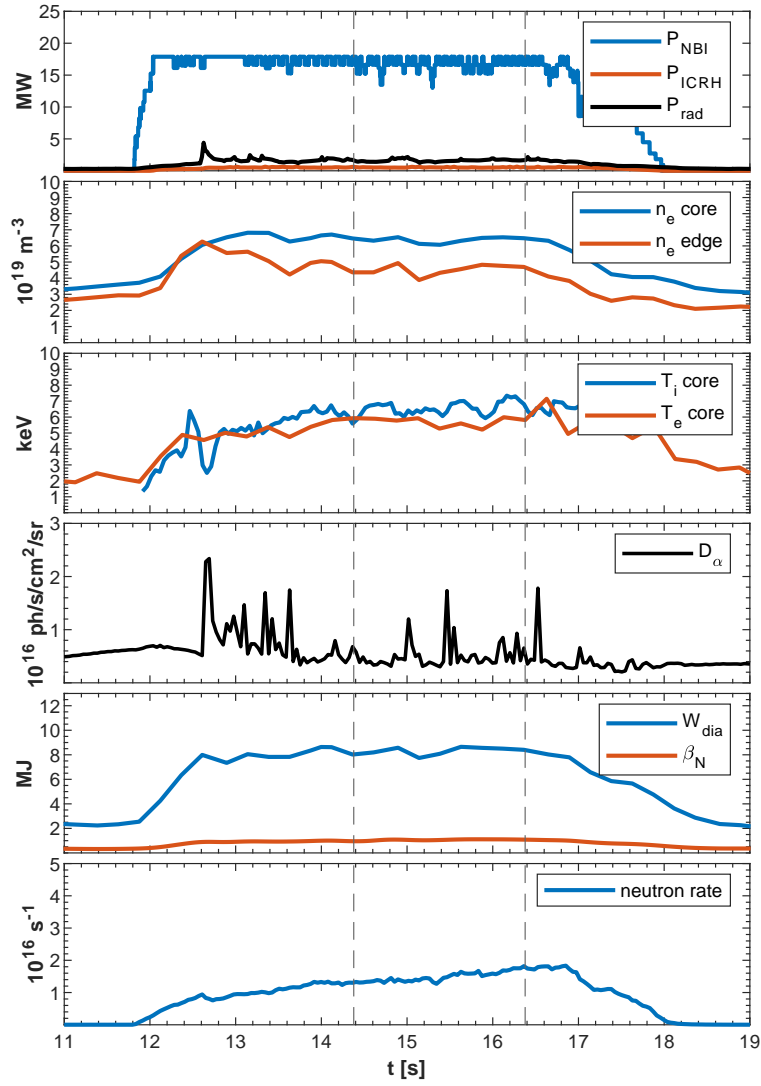 25
20
15
10
5
MW
P_NBI
P_ICRH
P_rad
10
9
8
7
6
5
4
3
2
1
10^19 m^-3
n_e core
n_e edge
10
9
8
7
6
5
4
3
2
1
keV
T_i core
T_e core
3
2
1
10^16 ph/s/cm^2/sr
D_α
12
10
8
6
4
2
MJ
W_dia
β_N
5
4
3
2
1
0
10^16 s^-1
neutron rate
11 12 13 14 15 16 17 18 19
t [s]